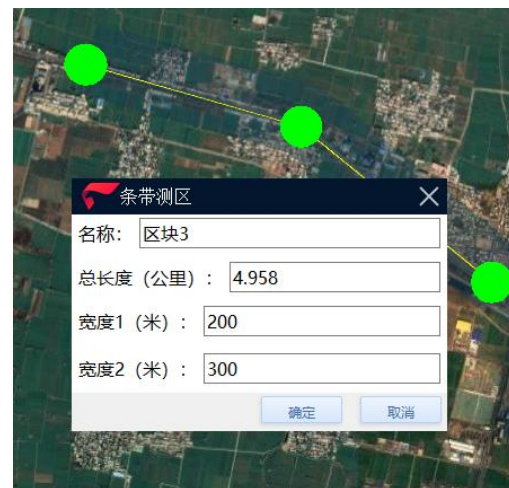 条带测区
名称： 区块3
总长度（公里）： 4.958
宽度1（米）： 200
宽度2（米）： 300
确定 取消